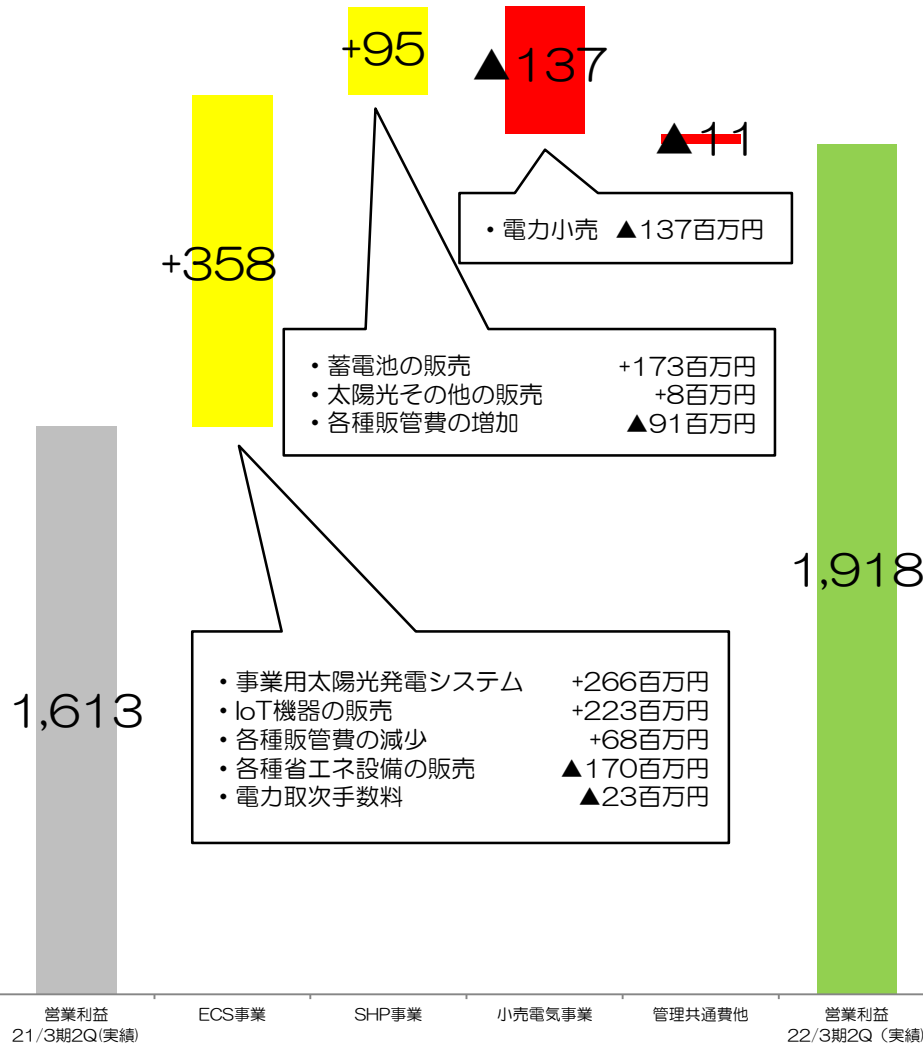 +95
▲137
▲11
・電力小売 ▲137百万円
+358
・蓄電池の販売 +173百万円
・太陽光その他の販売 +8百万円
・各種販管費の増加 ▲91百万円
1,918
1,613
・事業用太陽光発電システム +266百万円
・IoT機器の販売 +223百万円
・各種販管費の減少 +68百万円
・各種省エネ設備の販売 ▲170百万円
・電力取次手数料 ▲23百万円
営業利益
21/3期2Q(実績)
ECS事業
SHP事業
小売電気事業
管理共通費他
営業利益
22/3期2Q（実績)